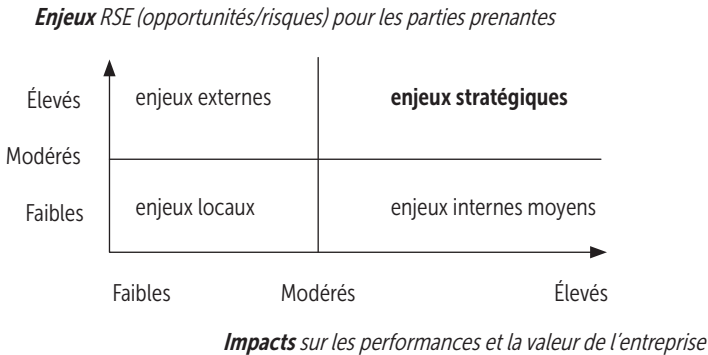 Enjeux RSE (opportunités/risques) pour les parties prenantes
Élevés
enjeux externes
enjeux stratégiques
Modérés
Faibles
enjeux locaux
enjeux internes moyens
Faibles
Modérés
Élevés
Impacts sur les performances et la valeur de l'entreprise